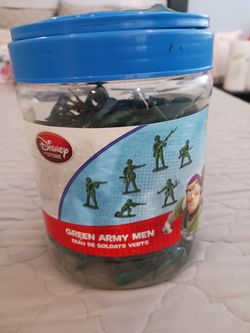 Disney
STORE
GREEN ARMY MEN
SEAU DE SOLDATS VERTS